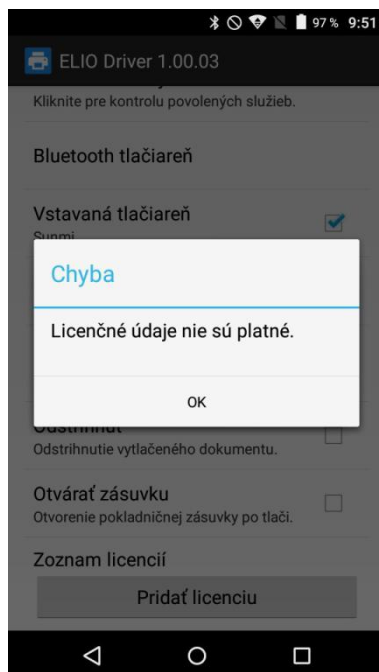 97% 9:51
ELIO Driver 1.00.03
Kliknite pre kontrolu povolených služieb.
Bluetooth tlačiareň
Vstavaná tlačiareň
Sunmi
Chyba
Licenčné údaje nie sú platné.
OK
Odstrihnúť
Odstrihnutie vytlačeného dokumentu.
Otvárať zásuvku
Otvorenie pokladničnej zásuvky po tlači.
Zoznam licencií
Pridať licenciu